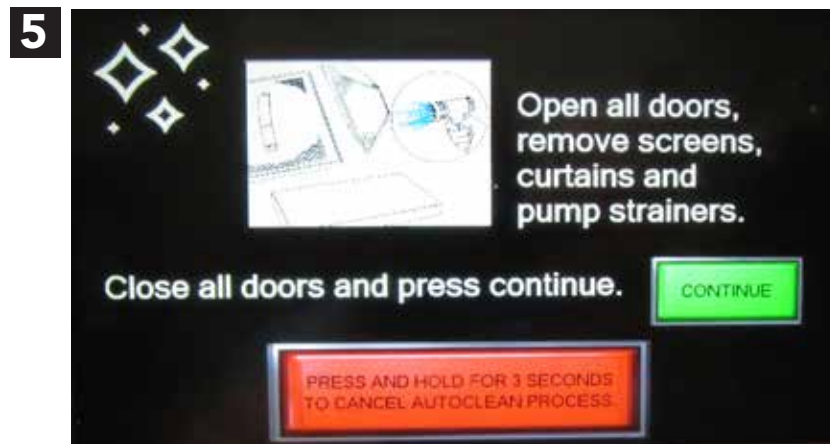 5
Open all doors,
remove screens,
curtains and
pump strainers.
Close all doors and press continue.
CONTINUE
PRESS AND HOLD FOR 3 SECONDS
TO CANCEL AUTOCLEAN PROCESS